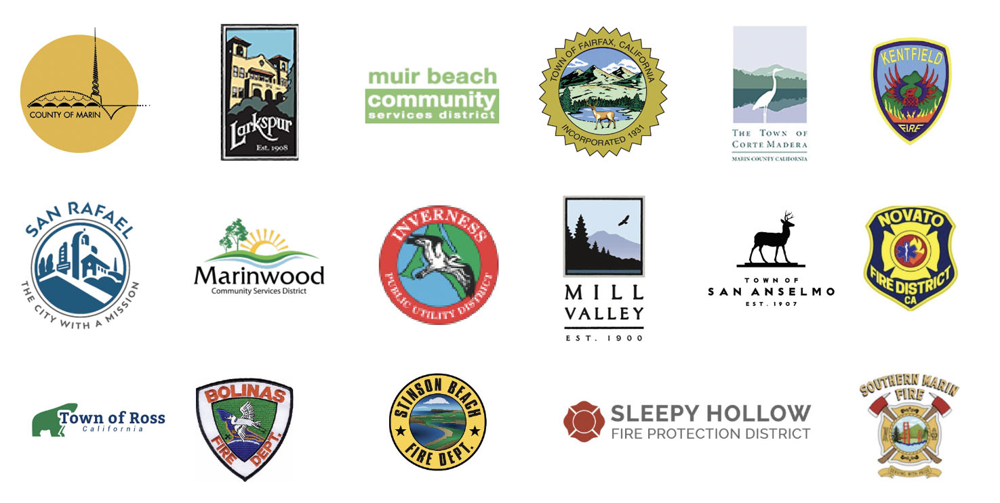 COUNTY OF MARIN
Larkspur
Est. 1908
muir beach
community
services district
TOWN OF FAIRFAX, CALIFORNIA
INCORPORATED 1931
THE TOWN OF
CORTE MADERA
MARIN COUNTY CALIFORNIA
KENTFIELD
FIRE
SAN RAFAEL
THE CITY WITH A MISSION
Marinwood
Community Services District
INVERNESS
PUBLIC UTILITY DISTRICT
MILL
VALLEY
EST. 1900
TOWN OF
SAN ANSELMO
EST. 1907
NOVATO
FIRE DISTRICT
CA
Town of Ross
California
BOLINAS
FIRE DEPT.
STINSON BEACH
FIRE DEPT.
SLEEPY HOLLOW
FIRE PROTECTION DISTRICT
SOUTHERN MARIN
FIRE
SERVING WITH PRIDE